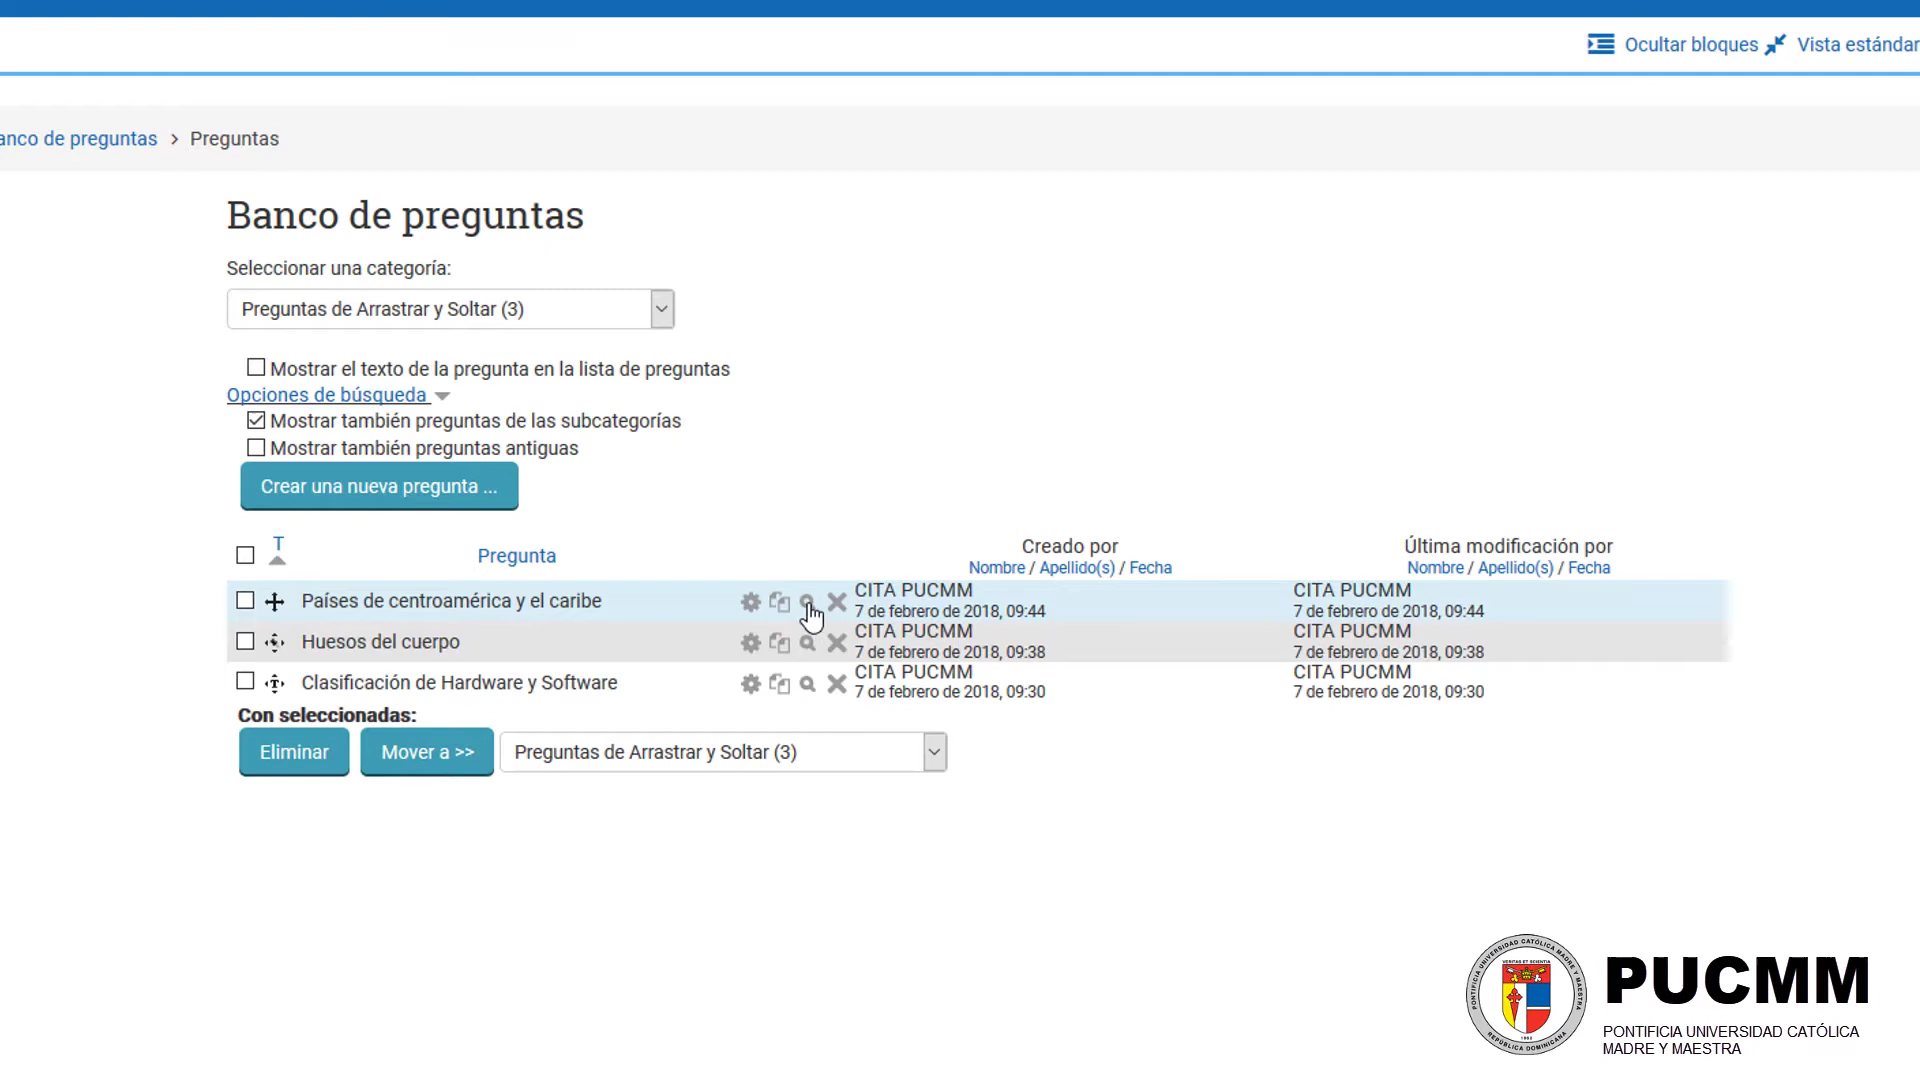 Ocultar bloques Vista estándar
anco de preguntas > Preguntas
Banco de preguntas
Seleccionar una categoría:
Preguntas de Arrastrar y Soltar (3)
Mostrar el texto de la pregunta en la lista de preguntas
Opciones de búsqueda
Mostrar también preguntas de las subcategorías
Mostrar también preguntas antiguas
Crear una nueva pregunta ...
T Pregunta
Creado por
Nombre / Apellido(s) / Fecha
Última modificación por
Nombre / Apellido(s) / Fecha
Países de centroamérica y el caribe
CITA PUCMM
7 de febrero de 2018, 09:44
CITA PUCMM
7 de febrero de 2018, 09:44
Huesos del cuerpo
CITA PUCMM
7 de febrero de 2018, 09:38
CITA PUCMM
7 de febrero de 2018, 09:38
Clasificación de Hardware y Software
CITA PUCMM
7 de febrero de 2018, 09:30
CITA PUCMM
7 de febrero de 2018, 09:30
Con seleccionadas:
Eliminar Mover a >> Preguntas de Arrastrar y Soltar (3)
PONTIFICIA UNIVERSIDAD CATÓLICA MADRE Y MAESTRA
REPÚBLICA DOMINICANA
PUCMM
PONTIFICIA UNIVERSIDAD CATÓLICA
MADRE Y MAESTRA